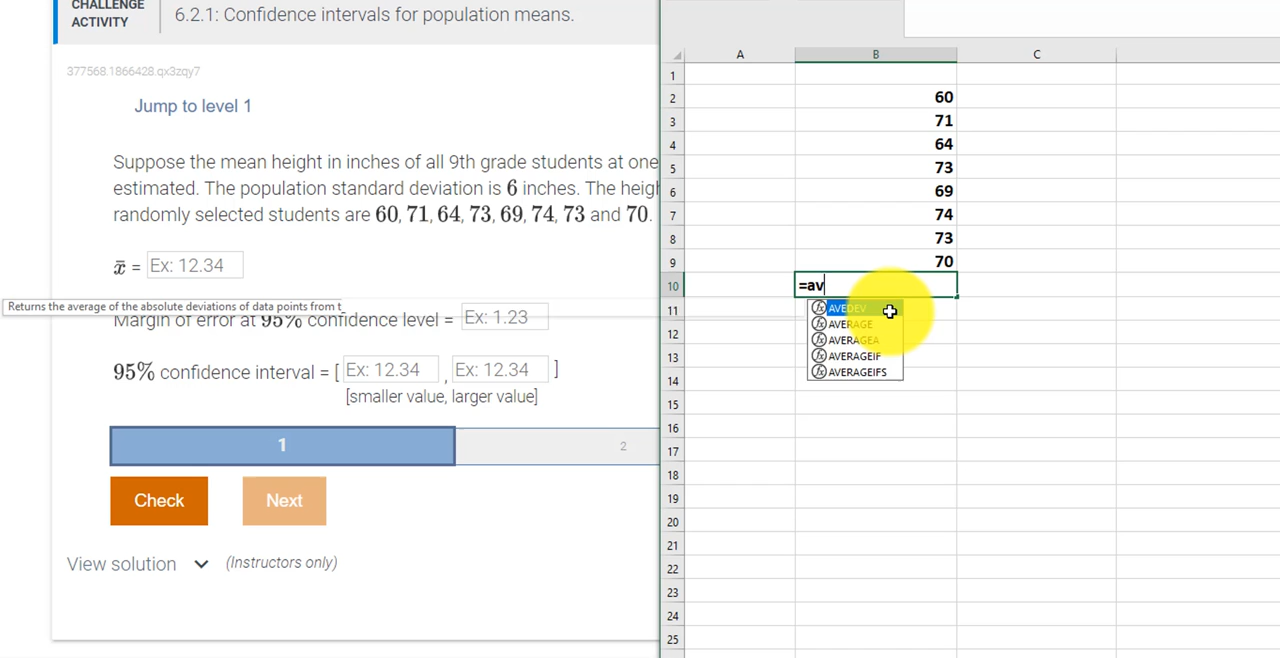 CHALLENGE
ACTIVITY
6.2.1: Confidence intervals for population means.
377568.1866428.qx3zqy7
Jump to level 1
Suppose the mean height in inches of all 9th grade students at one
estimated. The population standard deviation is 6 inches. The
randomly selected students are 60, 71, 64, 73, 69, 74, 73 and 70.
x̄ = Ex: 12.34
Returns the average of the absolute deviations of data points from t
Margin of error at 95% confidence level = Ex: 1.23
95% confidence interval = [ Ex: 12.34 , Ex: 12.34 ]
[smaller value, larger value]
1
2
Check
Next
View solution
(Instructors only)
A B C
1
2 60
3 71
4 64
5 73
6 69
7 74
8 73
9 70
10 =av
11 AVEDEV
AVERAGE
12 AVERAGEA
13 AVERAGEIF
14 AVERAGEIFS
15
16
17
18
19
20
21
22
23
24
25